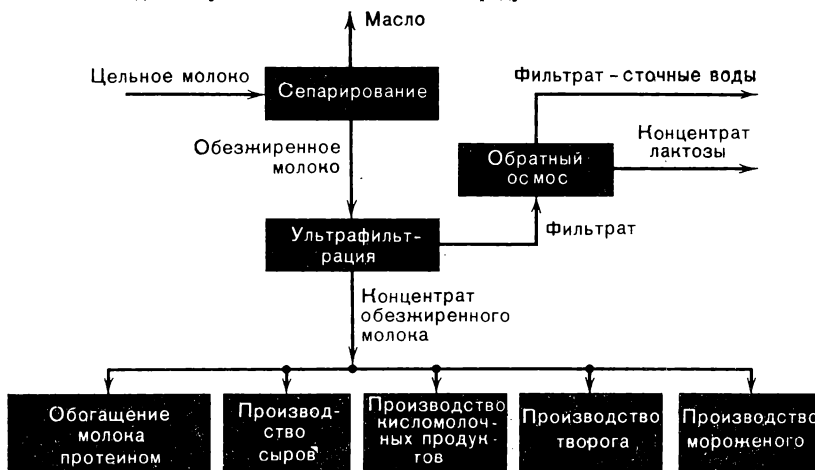 Масло
Цельное молоко
Сепарирование
Фильтрат – сточные воды
Обезжиренное
молоко
Концентрат
лактозы
Обратный
осмос
Ультрафильт-
рация
Фильтрат
Концентрат
обезжиренного
молока
Обогащение
молока
протеином
Производ-
ство
сыров
Производство
кисломолоч-
ных продук-
тов
Производство
творога
Производство
мороженого